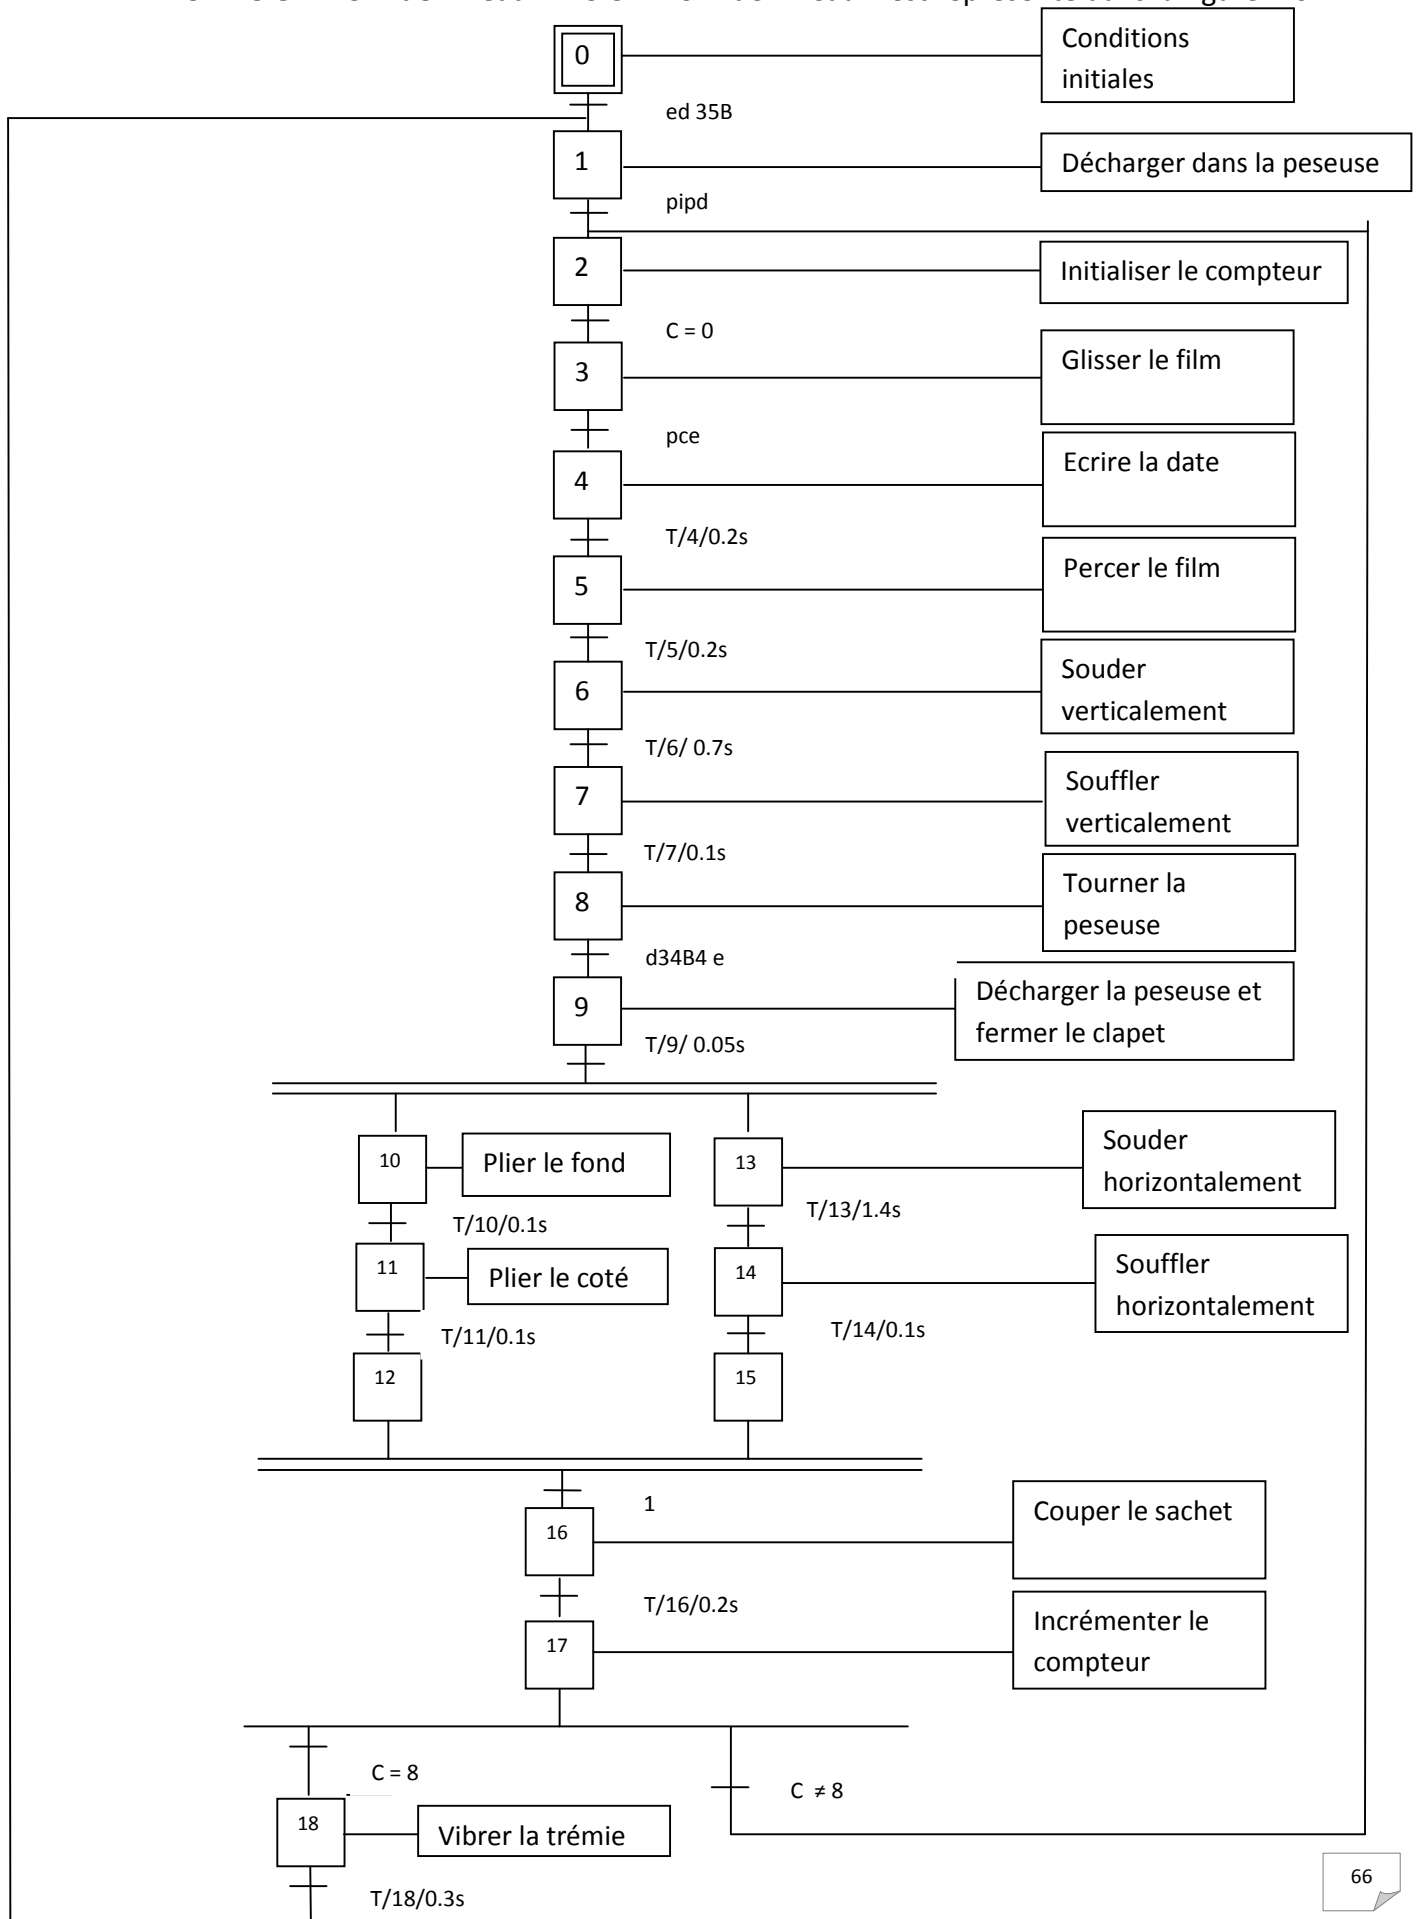 0
Conditions
initiales
ed 35B
1
Décharger dans la peseuse
pipd
2
Initialiser le compteur
C = 0
3
Glisser le film
pce
4
Ecrire la date
T/4/0.2s
5
Percer le film
T/5/0.2s
6
Souder
verticalement
T/6/ 0.7s
7
Souffler
verticalement
T/7/0.1s
8
Tourner la
peseuse
d34B4 e
9
Décharger la peseuse et
fermer le clapet
T/9/ 0.05s
10
Plier le fond
13
Souder
horizontalement
T/10/0.1s
T/13/1.4s
11
Plier le coté
14
Souffler
horizontalement
T/11/0.1s
T/14/0.1s
12
15
1
16
Couper le sachet
T/16/0.2s
17
Incrémenter le
compteur
C = 8
C ≠ 8
18
Vibrer la trémie
T/18/0.3s
66